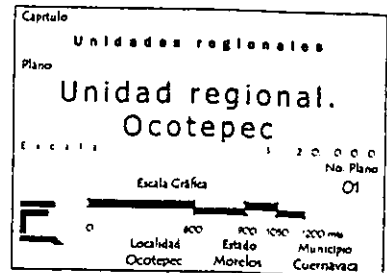 Capítulo
Unidades regionales
Plano
Unidad regional.
Ocotepec
Escala 1 20 000
No. Plano
01
Escala Gráfica
0 600 900 1050 1200 mts
Localidad Estado Municipio
Ocotepec Morelos Cuernavaca